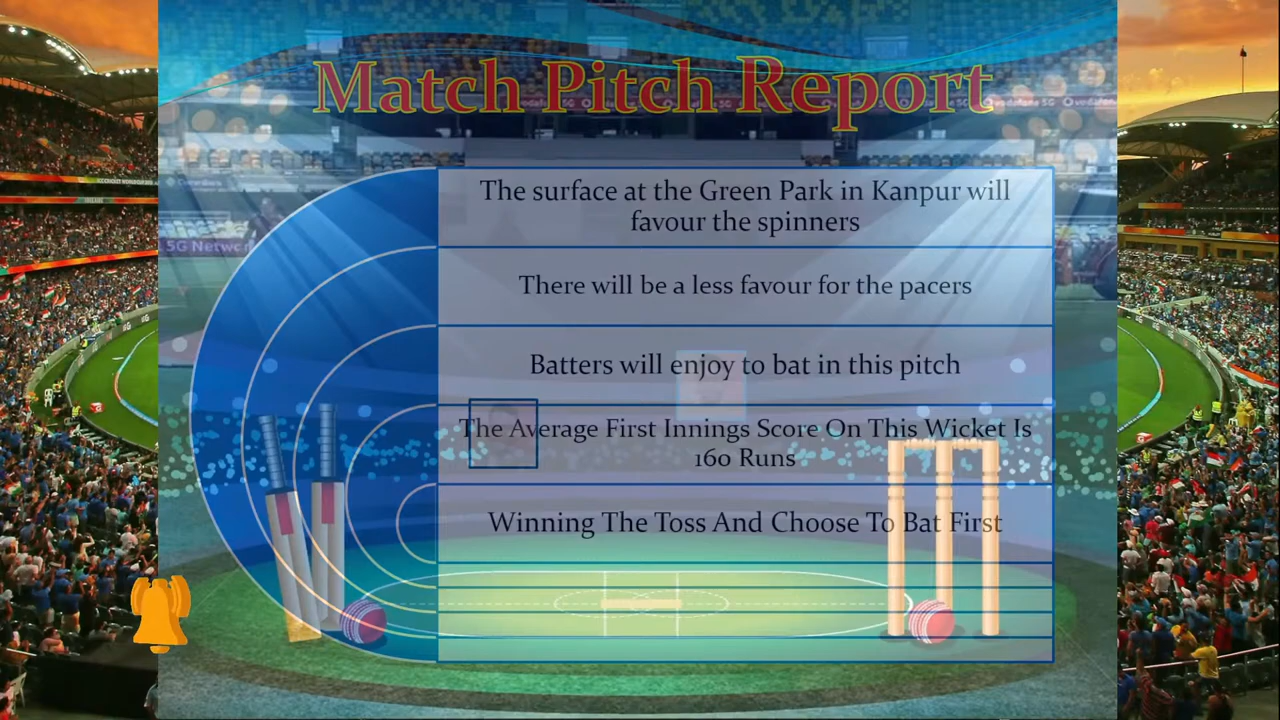 Match Pitch Report
The surface at the Green Park in Kanpur will
favour the spinners
There will be a less favour for the pacers
Batters will enjoy to bat in this pitch
The Average First Innings Score On This Wicket Is
160 Runs
Winning The Toss And Choose To Bat First
5G Networ